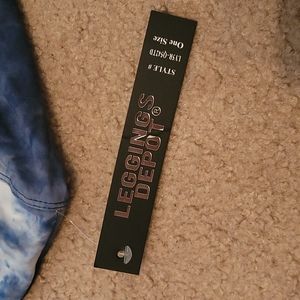 LEGGINGS
DEPOT®
STYLE #
One Size